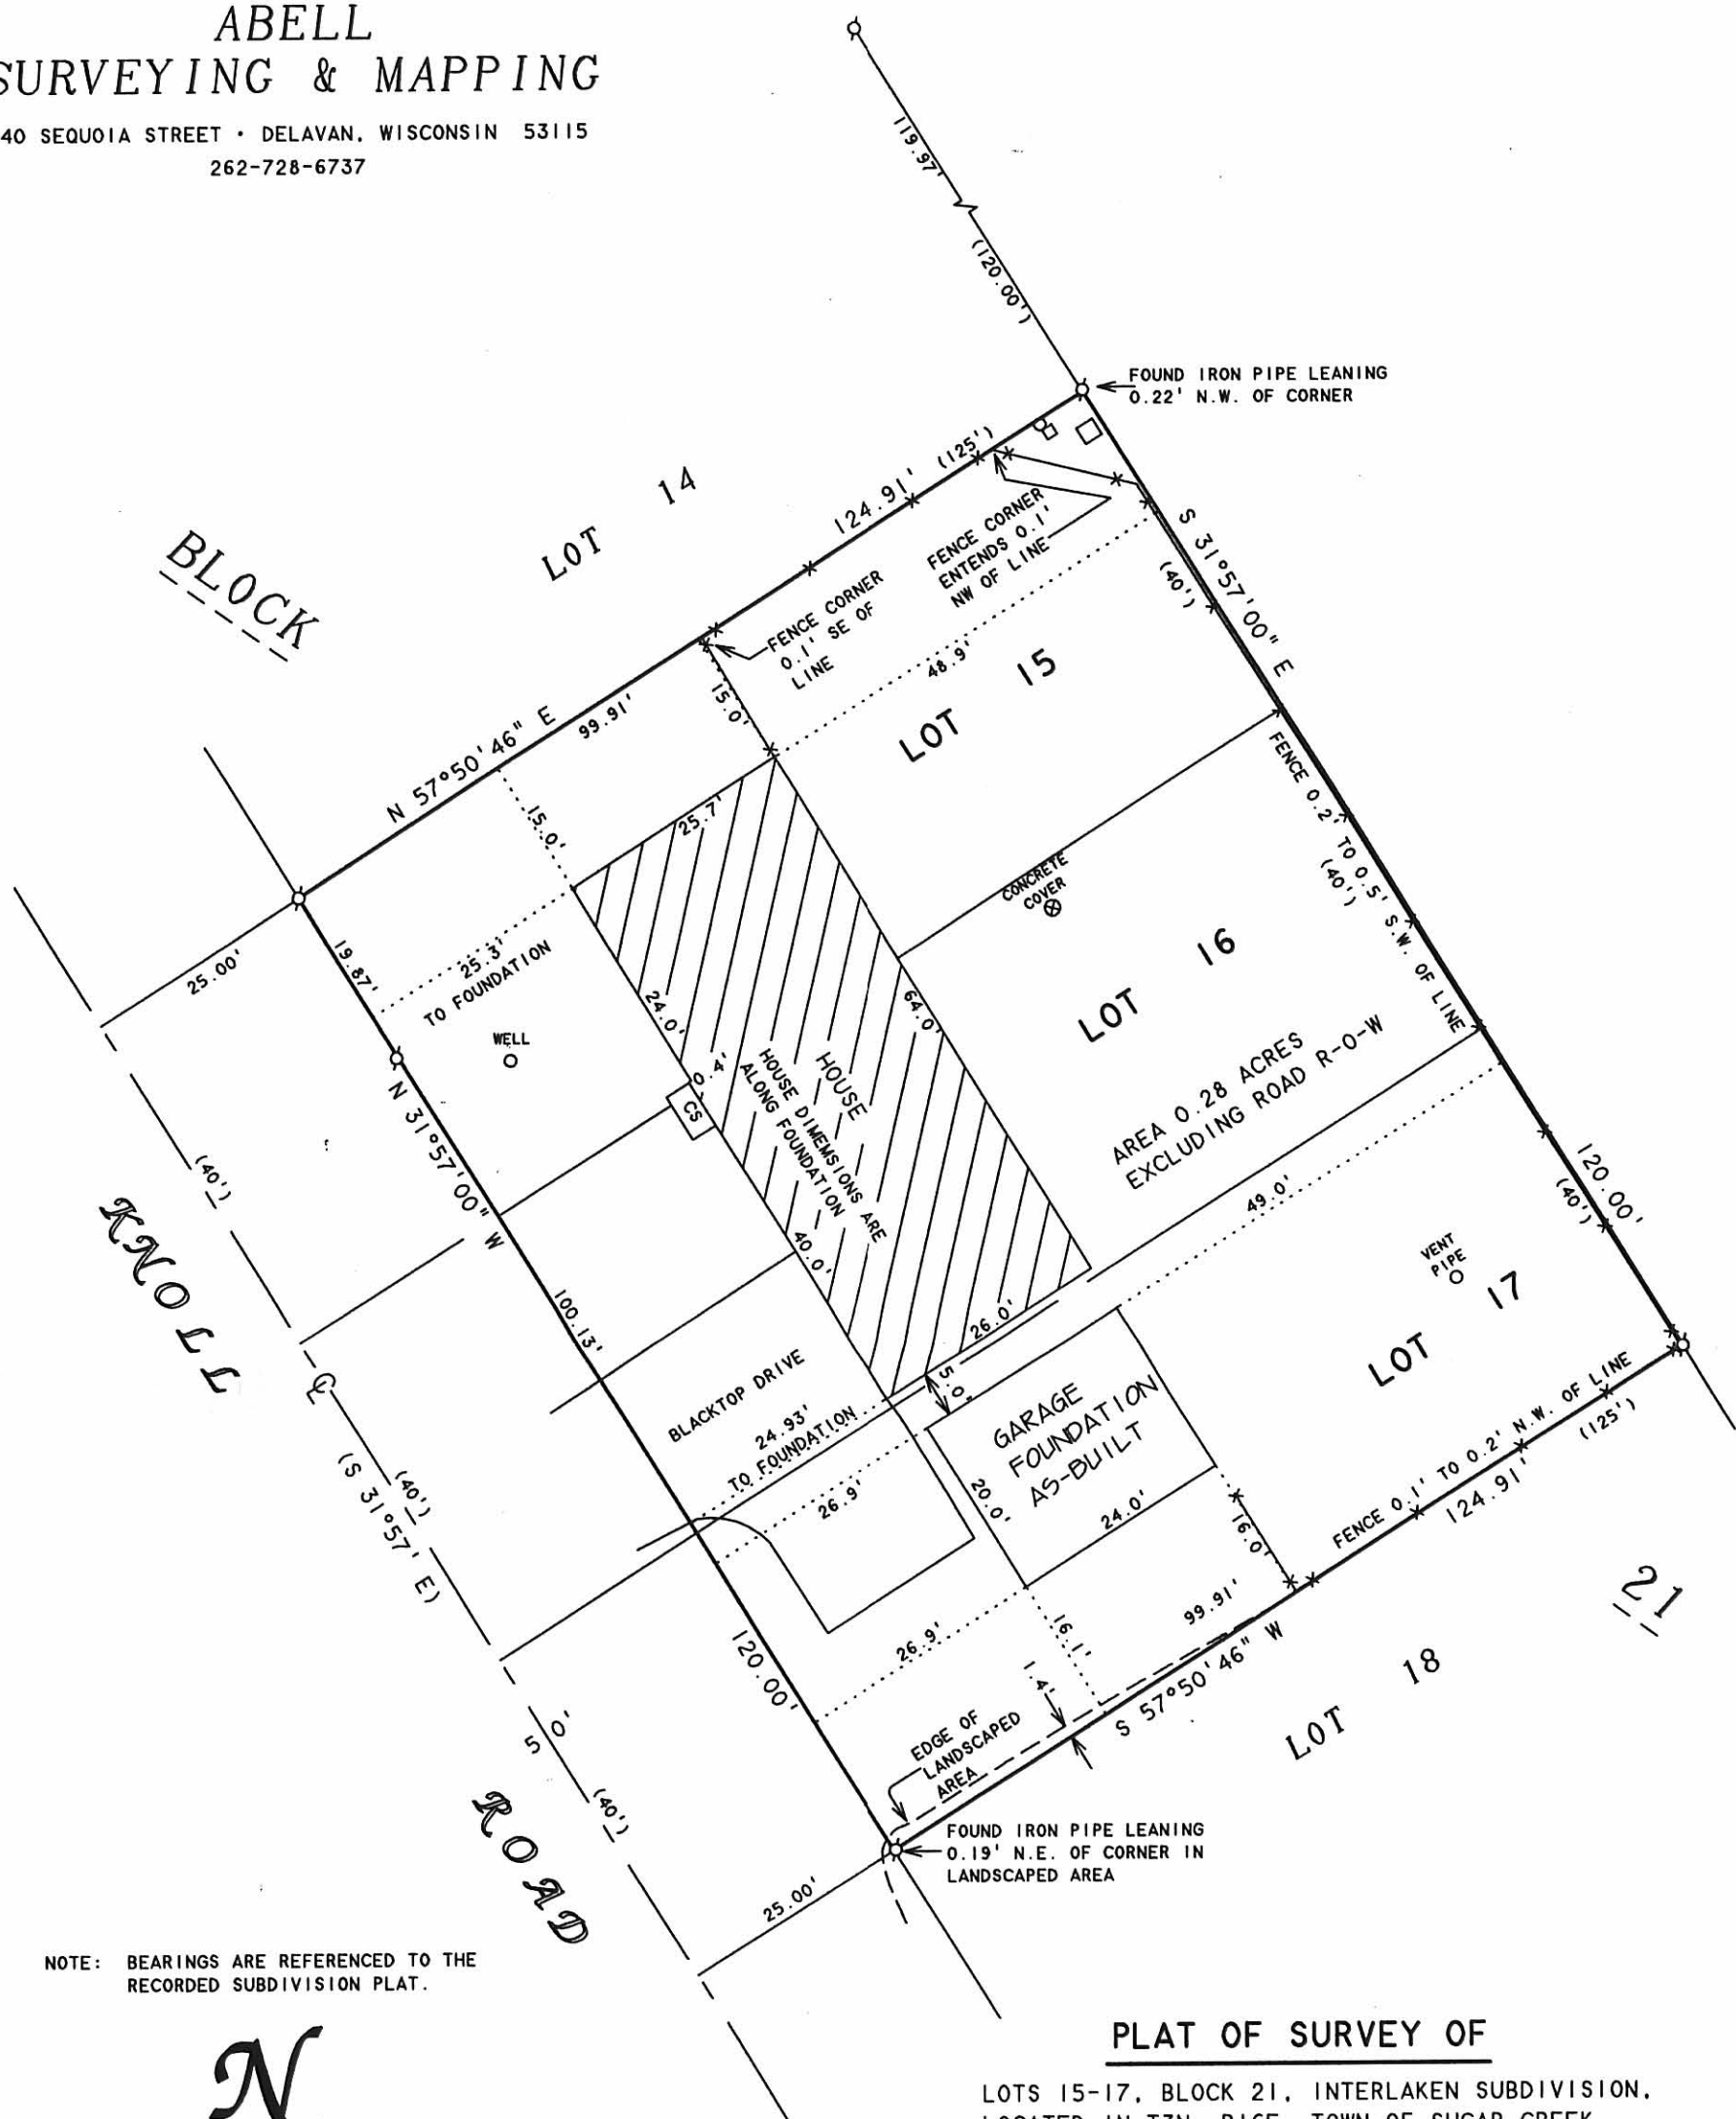 ABELL
SURVEYING & MAPPING
40 SEQUOIA STREET • DELAVAN, WISCONSIN 53115
262-728-6737
119.97'
(120.00')
FOUND IRON PIPE LEANING
0.22' N.W. OF CORNER
BLOCK
LOT 14
124.91' (125')
FENCE CORNER
ENTENDS 0.1'
NW OF LINE
FENCE CORNER
0.1' SE OF
LINE
S 31°57'00" E
(40')
N 57°50'46" E
99.91'
15.0'
48.9'
LOT 15
15.0'
25.7'
FENCE 0.2' TO 0.5' S.W. OF LINE
(40')
CONCRETE
COVER
25.00'
19.87'
25.3'
TO FOUNDATION
WELL
24.0'
64.0'
LOT 16
0.4'
CS
HOUSE
HOUSE DIMEMSIONS ARE
ALONG FOUNDATION
AREA 0.28 ACRES
EXCLUDING ROAD R-O-W
N 31°57'00" W
(40')
49.0'
120.00'
(40')
KNOLL
40.0'
VENT
PIPE
LOT 17
100.13'
26.0'
5.0'
BLACKTOP DRIVE
24.93'
TO FOUNDATION
CL
GARAGE
FOUNDATION
AS-BUILT
FENCE 0.1' TO 0.2' N.W. OF LINE
(125')
124.91'
(S 31°57' E)
(40')
26.9'
20.0'
24.0'
16.0'
21
120.00'
26.9'
16.1'
99.91'
1.4'
S 57°50'46" W
LOT 18
50'
EDGE OF
LANDSCAPED
AREA
(40')
ROAD
FOUND IRON PIPE LEANING
0.19' N.E. OF CORNER IN
LANDSCAPED AREA
25.00'
NOTE: BEARINGS ARE REFERENCED TO THE
RECORDED SUBDIVISION PLAT.
N
PLAT OF SURVEY OF
LOTS 15-17, BLOCK 21, INTERLAKEN SUBDIVISION,
LOCATED IN T3N, R16E, TOWN OF SUGAR CREEK